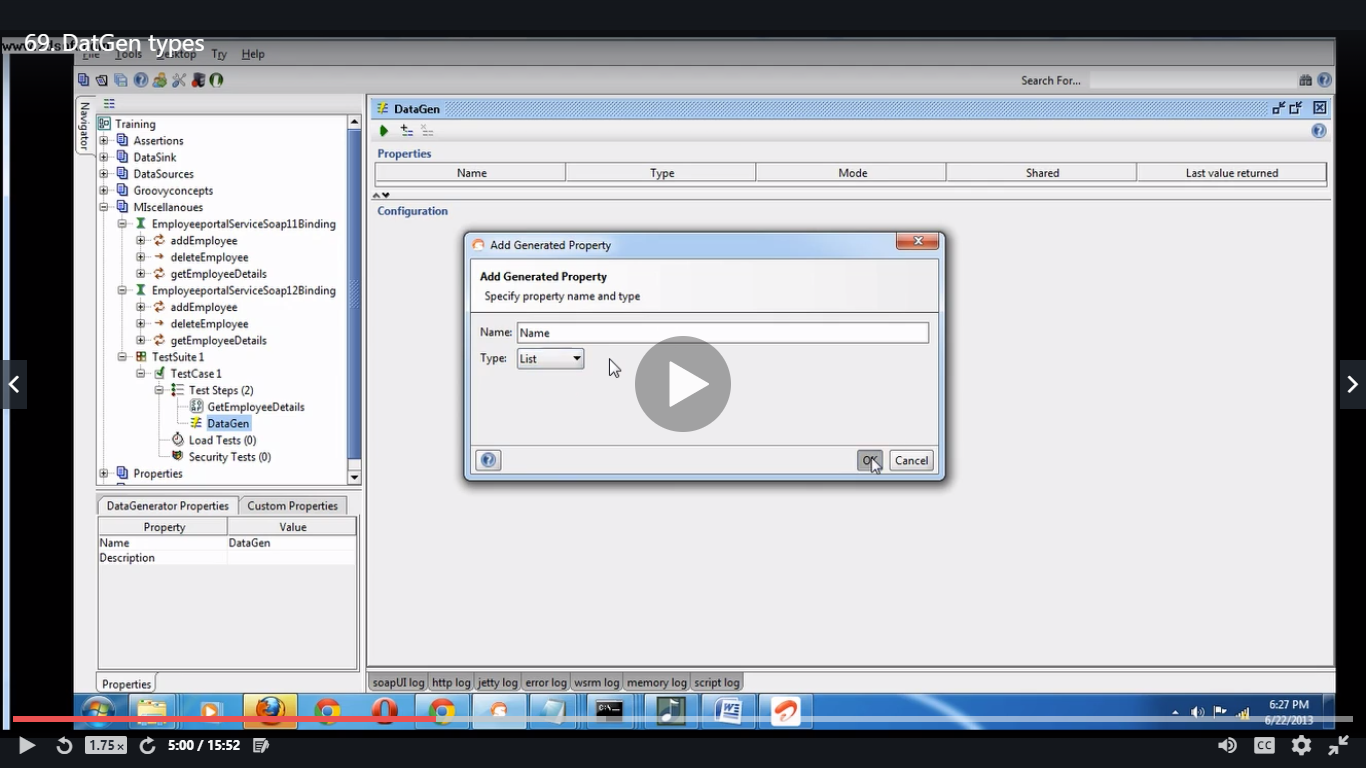 69. DatGen types
Tools Desktop Try Help
Search For...
Navigator
Training
Assertions
DataSink
DataSources
Groovyconcepts
MIscellanoues
EmployeeportalServiceSoap11Binding
addEmployee
deleteEmployee
getEmployeeDetails
EmployeeportalServiceSoap12Binding
addEmployee
deleteEmployee
getEmployeeDetails
TestSuite 1
TestCase 1
Test Steps (2)
GetEmployeeDetails
DataGen
Load Tests (0)
Security Tests (0)
Properties
DataGenerator Properties Custom Properties
Property Value
Name DataGen
Description
Properties
DataGen
Properties
Name Type Mode Shared Last value returned
Configuration
Add Generated Property
Add Generated Property
Specify property name and type
Name: Name
Type: List
OK Cancel
soapUI log http log jetty log error log wsrm log memory log script log
6:27 PM
6/22/2013
1.75 x 5:00 / 15:52 CC